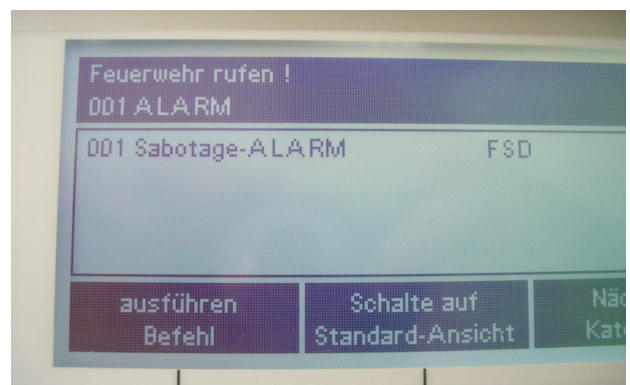 Feuerwehr rufen !
001 ALARM
001 Sabotage-ALARM FSD
ausführen Schalte auf
Befehl Standard-Ansicht